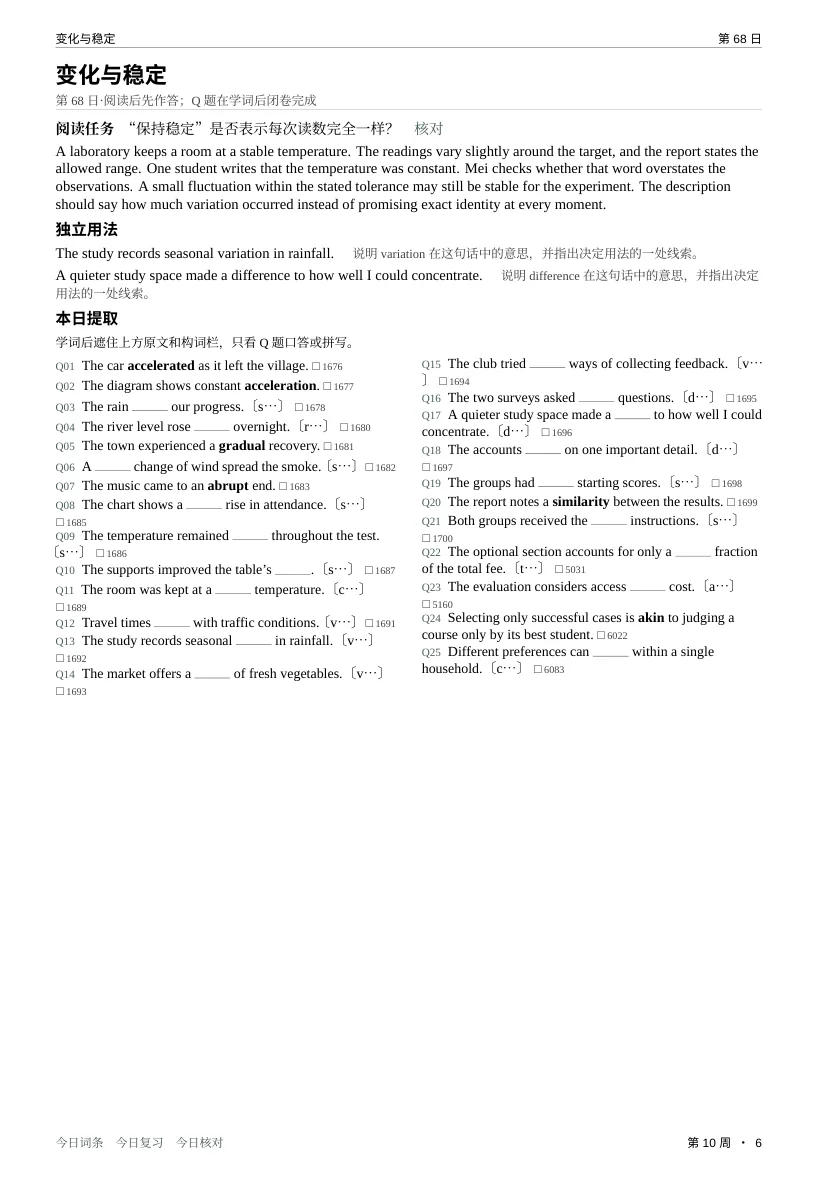 变化与稳定
第 68 日
变化与稳定
第 68 日·阅读后先作答；Q 题在学词后闭卷完成
阅读任务 “保持稳定”是否表示每次读数完全一样？ 核对
A laboratory keeps a room at a stable temperature. The readings vary slightly around the target, and the report states the
allowed range. One student writes that the temperature was constant. Mei checks whether that word overstates the
observations. A small fluctuation within the stated tolerance may still be stable for the experiment. The description
should say how much variation occurred instead of promising exact identity at every moment.
独立用法
The study records seasonal variation in rainfall. 说明 variation 在这句话中的意思，并指出决定用法的一处线索。
A quieter study space made a difference to how well I could concentrate. 说明 difference 在这句话中的意思，并指出决定
用法的一处线索。
本日提取
学词后遮住上方原文和构词栏，只看 Q 题口答或拼写。
Q01 The car accelerated as it left the village. □ 1676
Q02 The diagram shows constant acceleration. □ 1677
Q03 The rain _____ our progress.〔s⋯〕 □ 1678
Q04 The river level rose _____ overnight.〔r⋯〕 □ 1680
Q05 The town experienced a gradual recovery. □ 1681
Q06 A _____ change of wind spread the smoke.〔s⋯〕 □ 1682
Q07 The music came to an abrupt end. □ 1683
Q08 The chart shows a _____ rise in attendance.〔s⋯〕
□ 1685
Q09 The temperature remained _____ throughout the test.
〔s⋯〕 □ 1686
Q10 The supports improved the table’s _____.〔s⋯〕 □ 1687
Q11 The room was kept at a _____ temperature.〔c⋯〕
□ 1689
Q12 Travel times _____ with traffic conditions.〔v⋯〕 □ 1691
Q13 The study records seasonal _____ in rainfall.〔v⋯〕
□ 1692
Q14 The market offers a _____ of fresh vegetables.〔v⋯〕
□ 1693
Q15 The club tried _____ ways of collecting feedback.〔v⋯
〕 □ 1694
Q16 The two surveys asked _____ questions.〔d⋯〕 □ 1695
Q17 A quieter study space made a _____ to how well I could
concentrate.〔d⋯〕 □ 1696
Q18 The accounts _____ on one important detail.〔d⋯〕
□ 1697
Q19 The groups had _____ starting scores.〔s⋯〕 □ 1698
Q20 The report notes a similarity between the results. □ 1699
Q21 Both groups received the _____ instructions.〔s⋯〕
□ 1700
Q22 The optional section accounts for only a _____ fraction
of the total fee.〔t⋯〕 □ 5031
Q23 The evaluation considers access _____ cost.〔a⋯〕
□ 5160
Q24 Selecting only successful cases is akin to judging a
course only by its best student. □ 6022
Q25 Different preferences can _____ within a single
household.〔c⋯〕 □ 6083
今日词条 今日复习 今日核对
第 10 周 · 6